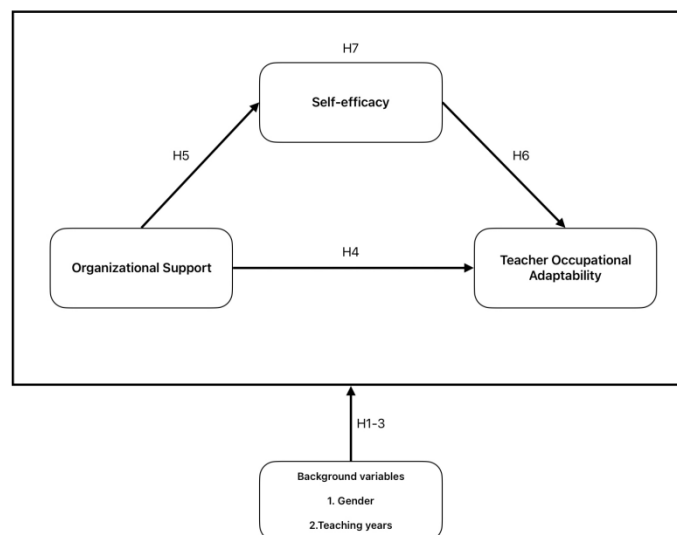 H7
Self-efficacy
H5
H6
Organizational Support
H4
Teacher Occupational
Adaptability
H1-3
Background variables
1. Gender
2.Teaching years